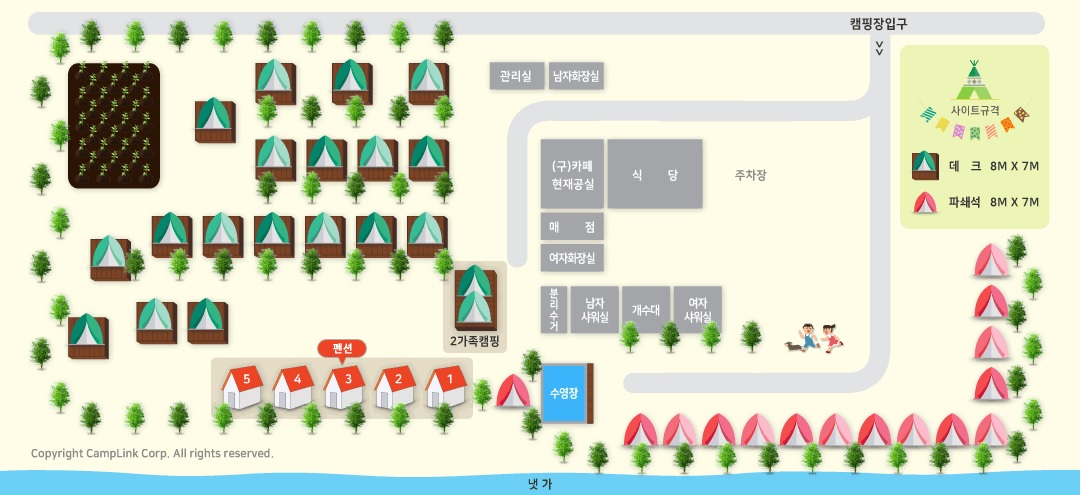 캠핑장입구
관리실
남자화장실
사이트규격
데 크 8M X 7M
파쇄석 8M X 7M
(구)카페
현재공실
식 당
주차장
매 점
여자화장실
분
리
수
거
남자
샤워실
개수대
여자
샤워실
2가족캠핑
펜션
5
4
3
2
1
수영장
Copyright CampLink Corp. All rights reserved.
냇 가